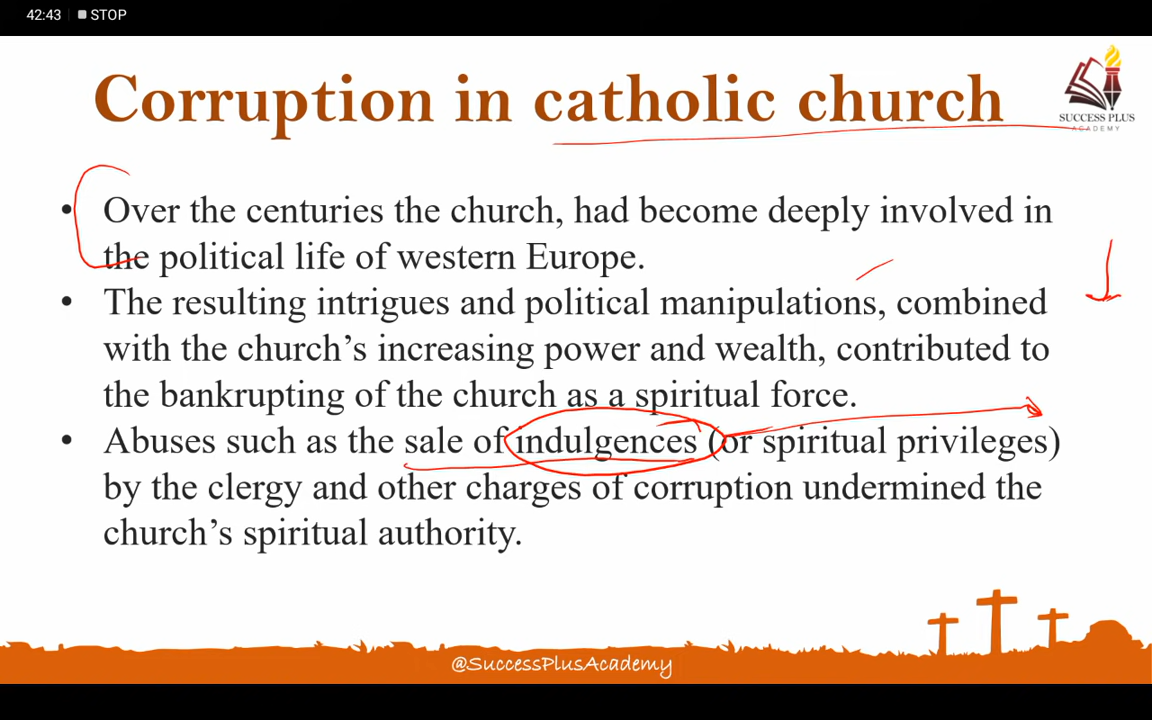 42:43 STOP
Corruption in catholic church
SUCCESS PLUS
ACADEMY
• Over the centuries the church, had become deeply involved in
the political life of western Europe.
• The resulting intrigues and political manipulations, combined
with the church’s increasing power and wealth, contributed to
the bankrupting of the church as a spiritual force.
• Abuses such as the sale of indulgences (or spiritual privileges)
by the clergy and other charges of corruption undermined the
church’s spiritual authority.
@SuccessPlusAcademy